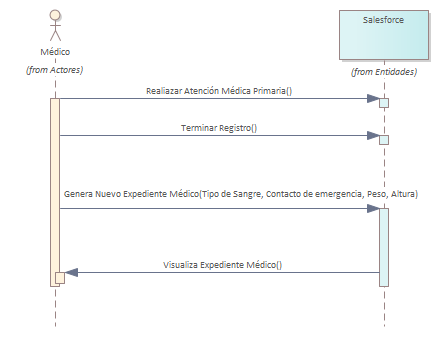 Salesforce
Médico
(from Actores)
(from Entidades)
Realiazar Atención Médica Primaria()
Terminar Registro()
Genera Nuevo Expediente Médico(Tipo de Sangre, Contacto de emergencia, Peso, Altura)
Visualiza Expediente Médico()